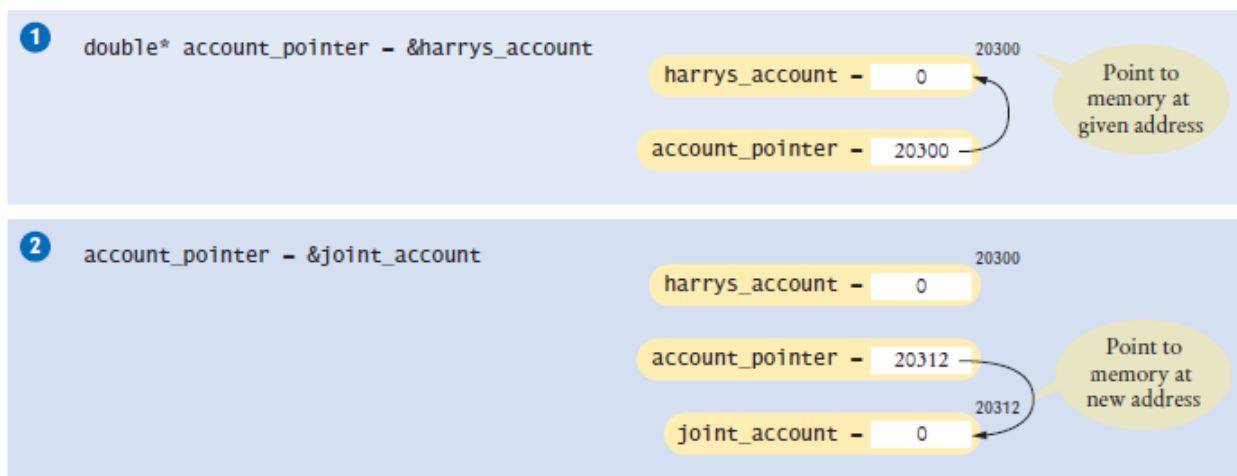 1
double* account_pointer = &harrys_account
20300
harrys_account = 0
account_pointer = 20300
Point to
memory at
given address
2
account_pointer = &joint_account
20300
harrys_account = 0
account_pointer = 20312
20312
joint_account = 0
Point to
memory at
new address